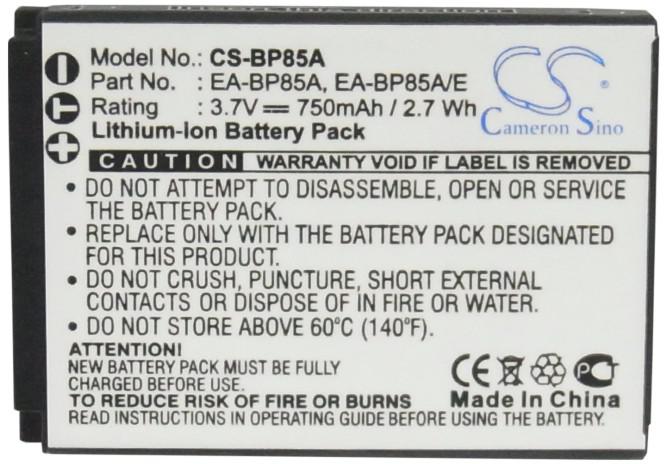 Model No.: CS-BP85A
Part No. : EA-BP85A, EA-BP85A/E
Rating : 3.7V 750mAh / 2.7 Wh
Lithium-Ion Battery Pack
CS
Cameron Sino
CAUTION WARRANTY VOID IF LABEL IS REMOVED
• DO NOT ATTEMPT TO DISASSEMBLE, OPEN OR SERVICE
THE BATTERY PACK.
• REPLACE ONLY WITH THE BATTERY PACK DESIGNATED
FOR THIS PRODUCT.
• DO NOT CRUSH, PUNCTURE, SHORT EXTERNAL
CONTACTS OR DISPOSE OF IN FIRE OR WATER.
• DO NOT STORE ABOVE 60°C (140°F).
ATTENTION!
NEW BATTERY PACK MUST BE FULLY
CHARGED BEFORE USE.
TO REDUCE RISK OF FIRE OR BURNS
READ INSTRUCTIONS IN OPERATING GUIDE BEFORE USE.
CE
Made In China